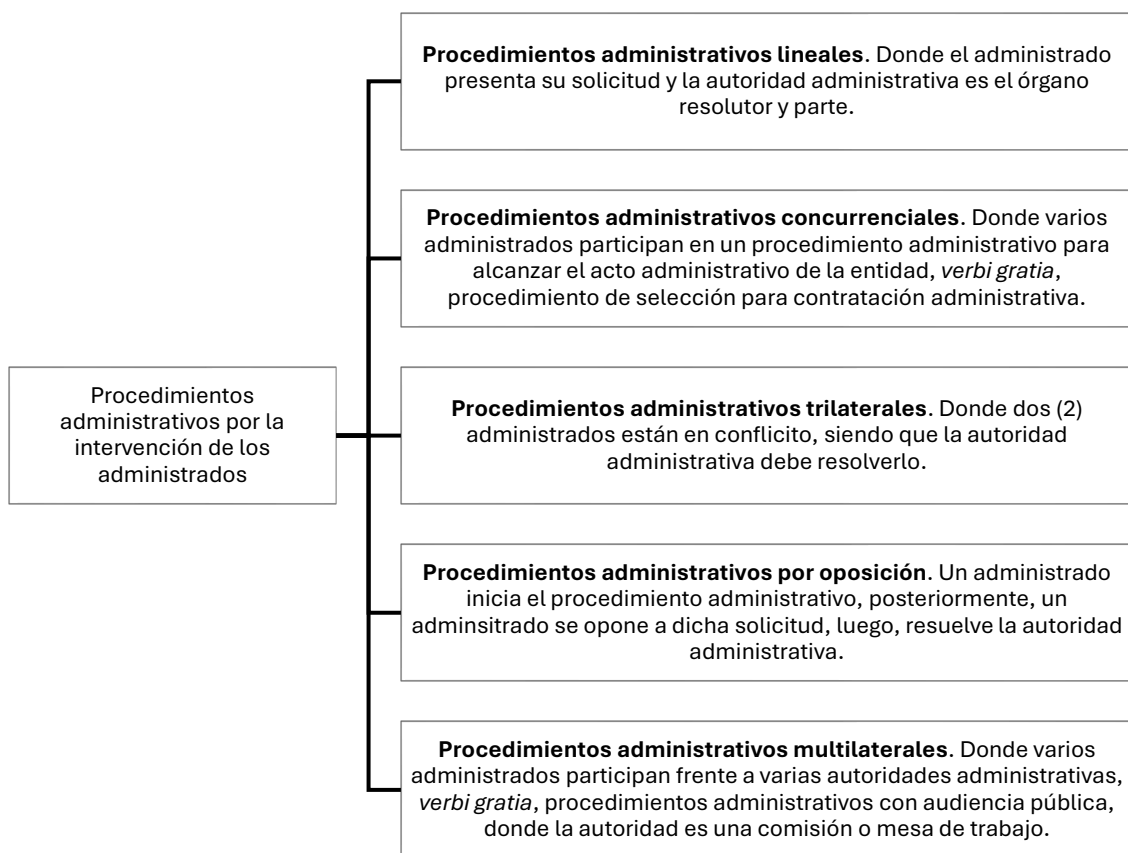 Procedimientos administrativos por la intervención de los administrados
Procedimientos administrativos lineales. Donde el administrado
presenta su solicitud y la autoridad administrativa es el órgano
resolutor y parte.
Procedimientos administrativos concurrenciales. Donde varios
administrados participan en un procedimiento administrativo para
alcanzar el acto administrativo de la entidad, verbi gratia,
procedimiento de selección para contratación administrativa.
Procedimientos administrativos trilaterales. Donde dos (2)
administrados están en conflicito, siendo que la autoridad
administrativa debe resolverlo.
Procedimientos administrativos por oposición. Un administrado
inicia el procedimiento administrativo, posteriormente, un
adminsitrado se opone a dicha solicitud, luego, resuelve la autoridad
administrativa.
Procedimientos administrativos multilaterales. Donde varios
administrados participan frente a varias autoridades administrativas,
verbi gratia, procedimientos administrativos con audiencia pública,
donde la autoridad es una comisión o mesa de trabajo.